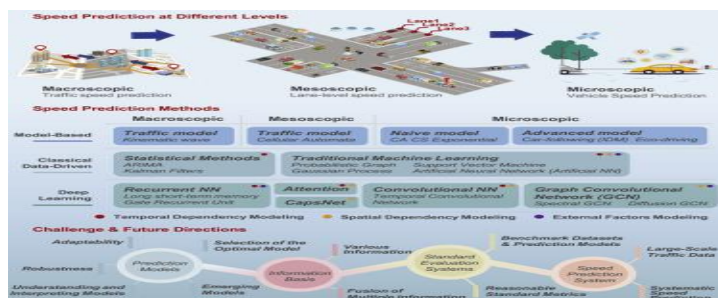 Speed Prediction at Different Levels
Lane1
Lane2
Lane3
Macroscopic
Traffic speed prediction
Mesoscopic
Lane-level speed prediction
Microscopic
Vehicle Speed Prediction
Speed Prediction Methods
Macroscopic
Mesoscopic
Microscopic
Model-Based
Traffic model
Kinematic wave
Traffic model
Cellular Automata
Naive model
CA CS Exponential
Advanced model
Car-following (IDM) Eco-driving
Classical
Data-Driven
Statistical Methods
ARIMA
Kalman Filters
Traditional Machine Learning
Probabilistic Graph Support Vector Machine
Gaussian Process Artificial Neural Network (Artificial NN)
Deep
Learning
Recurrent NN
Long short-term memory
Gate Recurrent Unit
Attention
CapsNet
Convolutional NN
Temporal Convolutional
Network
Graph Convolutional
Network (GCN)
Spectral GCN Diffusion GCN
Temporal Dependency Modeling
Spatial Dependency Modeling
External Factors Modeling
Challenge & Future Directions
Adaptability
Robustness
Understanding and
Interpreting Models
Prediction
Models
Selection of the
Optimal Model
Emerging
Models
Information
Basis
Various
Information
Fusion of
Multiple information
Standard
Evaluation
Systems
Benchmark Datasets
& Prediction Models
Reasonable
Standard Metrics
Speed
Prediction
System
Large-Scale
Traffic Data
Systematic
Speed